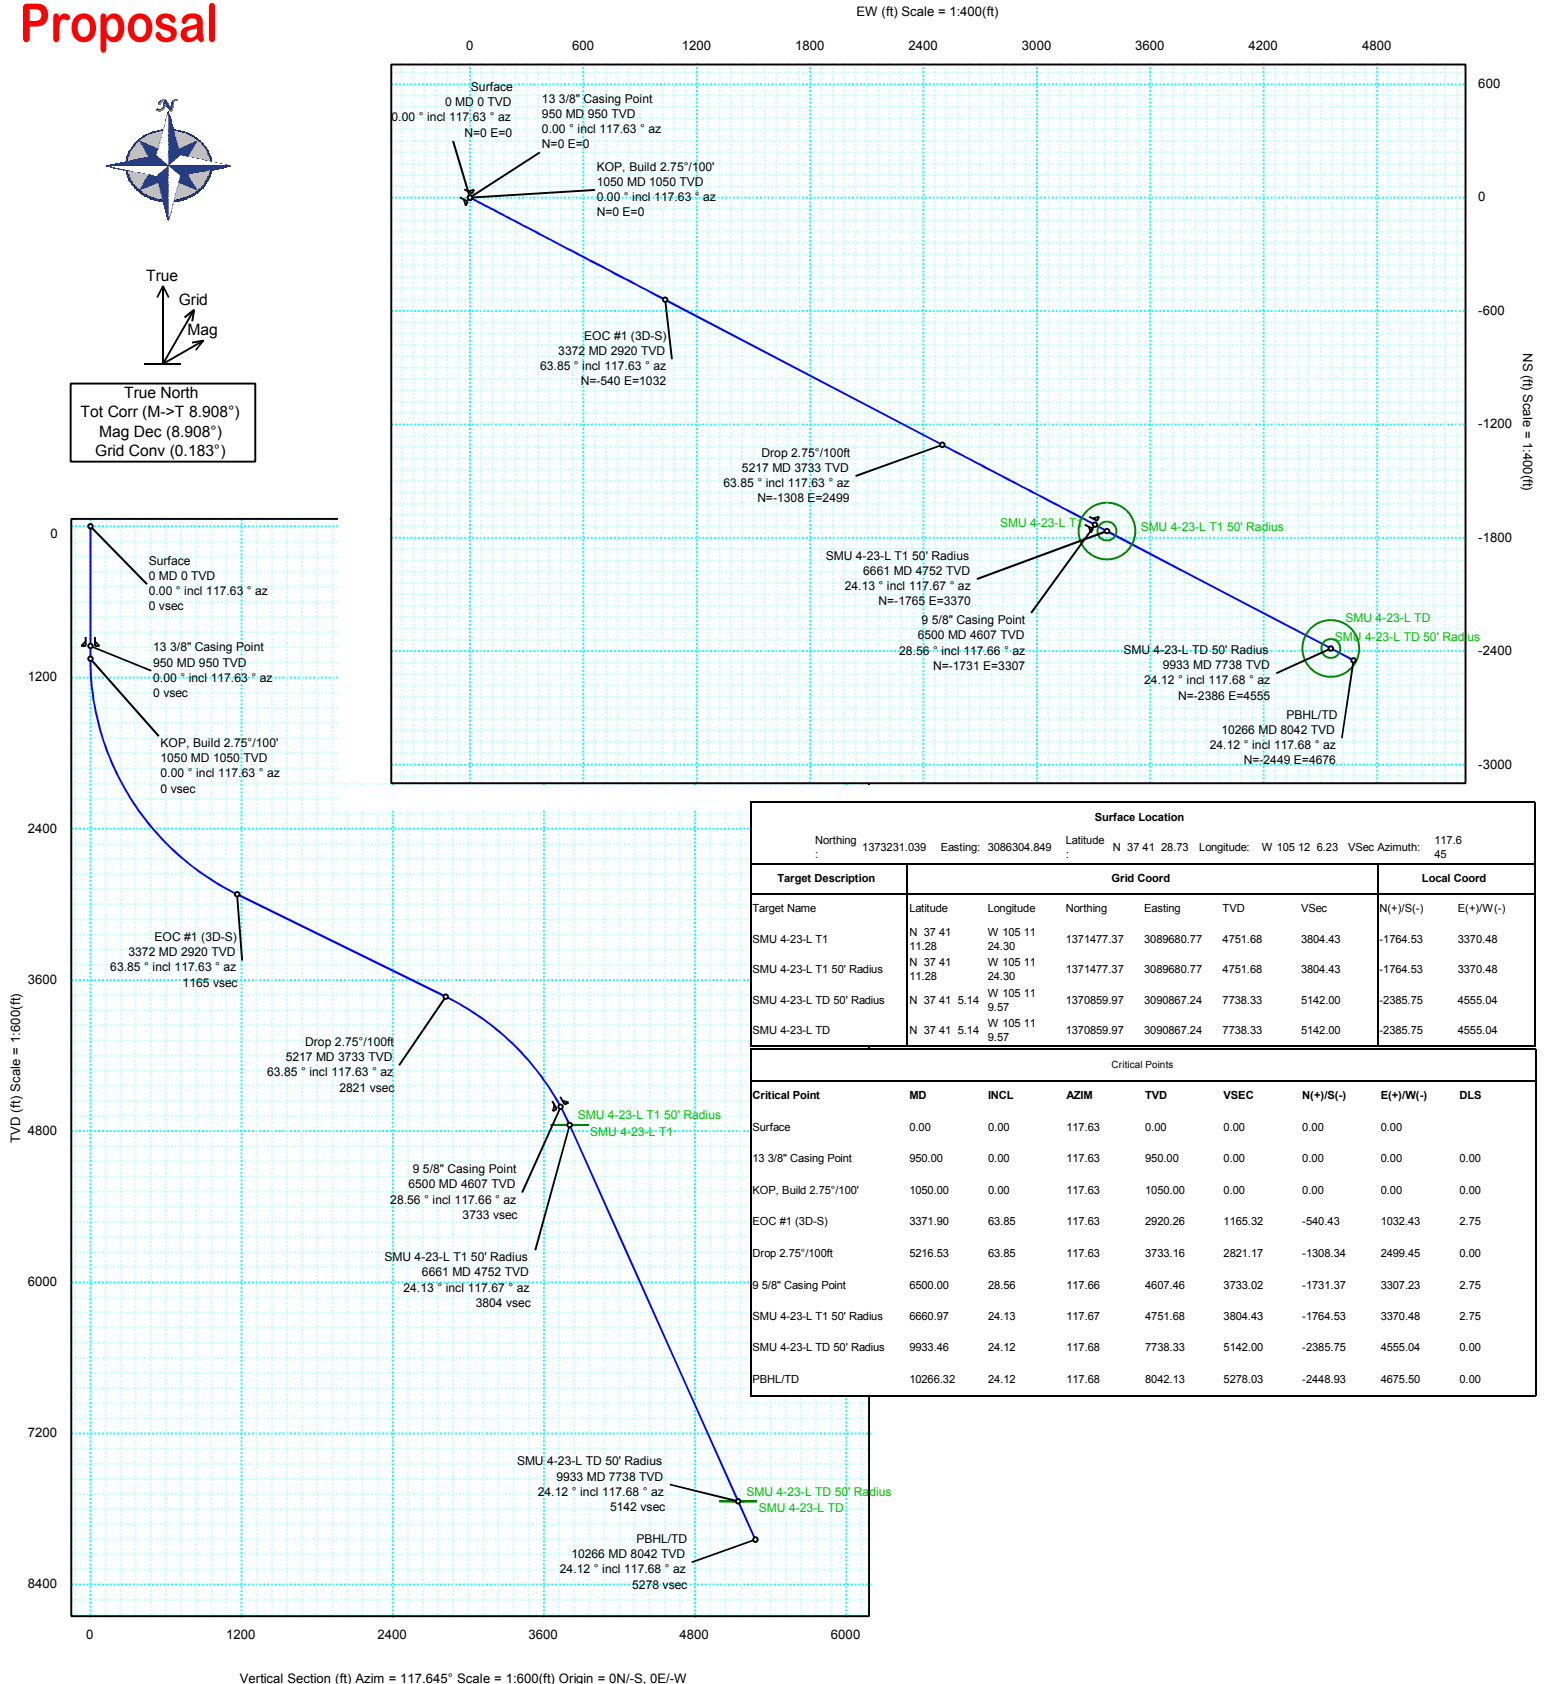 Proposal
EW (ft) Scale = 1:400(ft)
0 600 1200 1800 2400 3000 3600 4200 4800
600
0
-600
-1200
-1800
-2400
-3000
NS (ft) Scale = 1:400(ft)
Surface
0 MD 0 TVD
0.00 ° incl 117.63 ° az
N=0 E=0
13 3/8" Casing Point
950 MD 950 TVD
0.00 ° incl 117.63 ° az
N=0 E=0
KOP, Build 2.75°/100'
1050 MD 1050 TVD
0.00 ° incl 117.63 ° az
N=0 E=0
EOC #1 (3D-S)
3372 MD 2920 TVD
63.85 ° incl 117.63 ° az
N=-540 E=1032
Drop 2.75°/100ft
5217 MD 3733 TVD
63.85 ° incl 117.63 ° az
N=-1308 E=2499
SMU 4-23-L T1
SMU 4-23-L T1 50' Radius
SMU 4-23-L T1 50' Radius
6661 MD 4752 TVD
24.13 ° incl 117.67 ° az
N=-1765 E=3370
9 5/8" Casing Point
6500 MD 4607 TVD
28.56 ° incl 117.66 ° az
N=-1731 E=3307
SMU 4-23-L TD
SMU 4-23-L TD 50' Radius
SMU 4-23-L TD 50' Radius
9933 MD 7738 TVD
24.12 ° incl 117.68 ° az
N=-2386 E=4555
PBHL/TD
10266 MD 8042 TVD
24.12 ° incl 117.68 ° az
N=-2449 E=4676
N
True
Grid
Mag
True North
Tot Corr (M->T 8.908°)
Mag Dec (8.908°)
Grid Conv (0.183°)
0
1200
2400
3600
4800
6000
7200
8400
TVD (ft) Scale = 1:600(ft)
Surface
0 MD 0 TVD
0.00 ° incl 117.63 ° az
0 vsec
13 3/8" Casing Point
950 MD 950 TVD
0.00 ° incl 117.63 ° az
0 vsec
KOP, Build 2.75°/100'
1050 MD 1050 TVD
0.00 ° incl 117.63 ° az
0 vsec
EOC #1 (3D-S)
3372 MD 2920 TVD
63.85 ° incl 117.63 ° az
1165 vsec
Drop 2.75°/100ft
5217 MD 3733 TVD
63.85 ° incl 117.63 ° az
2821 vsec
SMU 4-23-L T1 50' Radius
SMU 4-23-L T1
9 5/8" Casing Point
6500 MD 4607 TVD
28.56 ° incl 117.66 ° az
3733 vsec
SMU 4-23-L T1 50' Radius
6661 MD 4752 TVD
24.13 ° incl 117.67 ° az
3804 vsec
SMU 4-23-L TD 50' Radius
9933 MD 7738 TVD
24.12 ° incl 117.68 ° az
5142 vsec
SMU 4-23-L TD 50' Radius
SMU 4-23-L TD
PBHL/TD
10266 MD 8042 TVD
24.12 ° incl 117.68 ° az
5278 vsec
0 1200 2400 3600 4800 6000
Vertical Section (ft) Azim = 117.645° Scale = 1:600(ft) Origin = 0N/-S, 0E/-W
Surface Location
Northing : 1373231.039 Easting: 3086304.849 Latitude : N 37 41 28.73 Longitude: W 105 12 6.23 VSec Azimuth: 117.645
Target Description Grid Coord Local Coord
Target Name Latitude Longitude Northing Easting TVD VSec N(+)/S(-) E(+)/W(-)
SMU 4-23-L T1 N 37 41 11.28 W 105 11 24.30 1371477.37 3089680.77 4751.68 3804.43 -1764.53 3370.48
SMU 4-23-L T1 50' Radius N 37 41 11.28 W 105 11 24.30 1371477.37 3089680.77 4751.68 3804.43 -1764.53 3370.48
SMU 4-23-L TD 50' Radius N 37 41 5.14 W 105 11 9.57 1370859.97 3090867.24 7738.33 5142.00 -2385.75 4555.04
SMU 4-23-L TD N 37 41 5.14 W 105 11 9.57 1370859.97 3090867.24 7738.33 5142.00 -2385.75 4555.04
Critical Points
Critical Point MD INCL AZIM TVD VSEC N(+)/S(-) E(+)/W(-) DLS
Surface 0.00 0.00 117.63 0.00 0.00 0.00 0.00
13 3/8" Casing Point 950.00 0.00 117.63 950.00 0.00 0.00 0.00 0.00
KOP, Build 2.75°/100' 1050.00 0.00 117.63 1050.00 0.00 0.00 0.00 0.00
EOC #1 (3D-S) 3371.90 63.85 117.63 2920.26 1165.32 -540.43 1032.43 2.75
Drop 2.75°/100ft 5216.53 63.85 117.63 3733.16 2821.17 -1308.34 2499.45 0.00
9 5/8" Casing Point 6500.00 28.56 117.66 4607.46 3733.02 -1731.37 3307.23 2.75
SMU 4-23-L T1 50' Radius 6660.97 24.13 117.67 4751.68 3804.43 -1764.53 3370.48 2.75
SMU 4-23-L TD 50' Radius 9933.46 24.12 117.68 7738.33 5142.00 -2385.75 4555.04 0.00
PBHL/TD 10266.32 24.12 117.68 8042.13 5278.03 -2448.93 4675.50 0.00